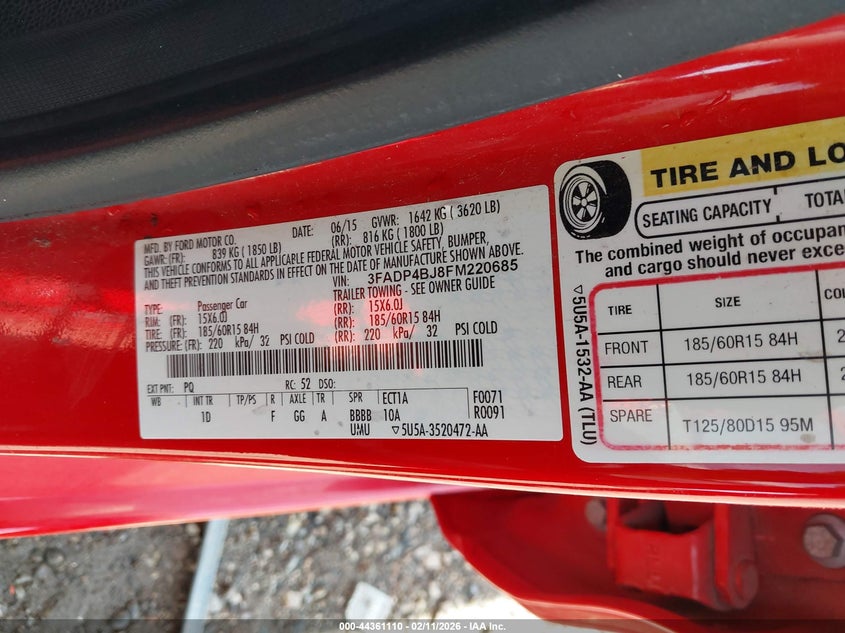 MFD. BY FORD MOTOR CO.
DATE: 06/15 GVWR: 1642 KG ( 3620 LB)
GAWR: (FR): 839 KG ( 1850 LB) (RR): 816 KG ( 1800 LB)
THIS VEHICLE CONFORMS TO ALL APPLICABLE FEDERAL MOTOR VEHICLE SAFETY, BUMPER,
AND THEFT PREVENTION STANDARDS IN EFFECT ON THE DATE OF MANUFACTURE SHOWN ABOVE.
VIN: 3FADP4BJ8FM220685
TYPE: Passenger Car TRAILER TOWING - SEE OWNER GUIDE
RIM: (FR): 15X6.0J (RR): 15X6.0J
TIRE: (FR): 185/60R15 84H (RR): 185/60R15 84H
PRESSURE: (FR): 220 kPa/ 32 PSI COLD (RR): 220 kPa/ 32 PSI COLD
EXT PNT: PQ RC: 52 DSO:
WB INT TR TP/PS R AXLE TR SPR ECT1A F0071
1D F GG A BBBB 10A R0091
UMU ▽5U5A-3520472-AA
TIRE AND LO
SEATING CAPACITY TOTA
The combined weight of occupan
and cargo should never exce
TIRE SIZE CO
FRONT 185/60R15 84H 2
REAR 185/60R15 84H 2
SPARE T125/80D15 95M
▽5U5A-1532-AA (TLU)
000-44361110 - 02/11/2026 - IAA Inc.